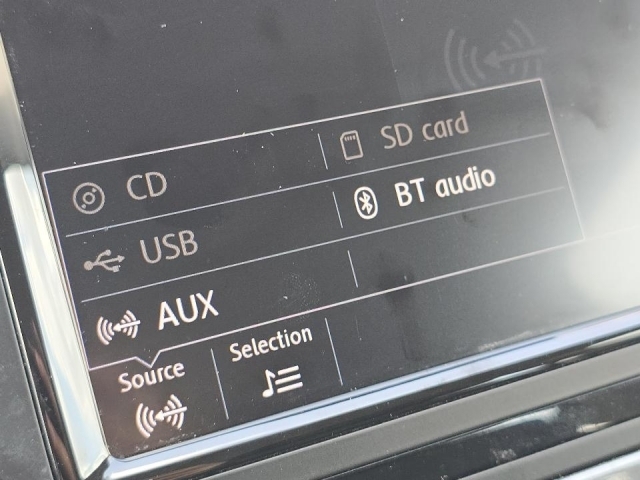 CD
SD card
USB
BT audio
AUX
Source
Selection